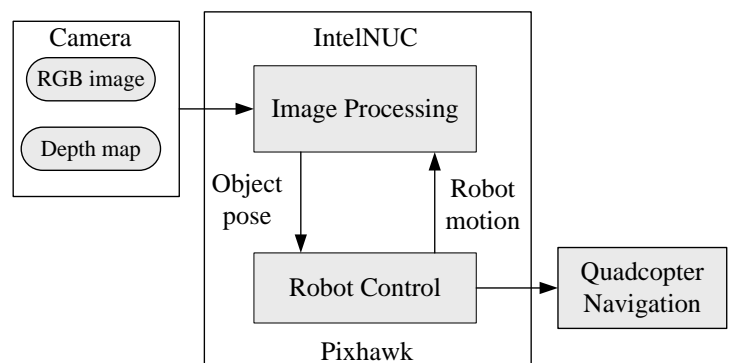 Camera
RGB image
Depth map
IntelNUC
Image Processing
Object
pose
Robot
motion
Robot Control
Pixhawk
Quadcopter
Navigation